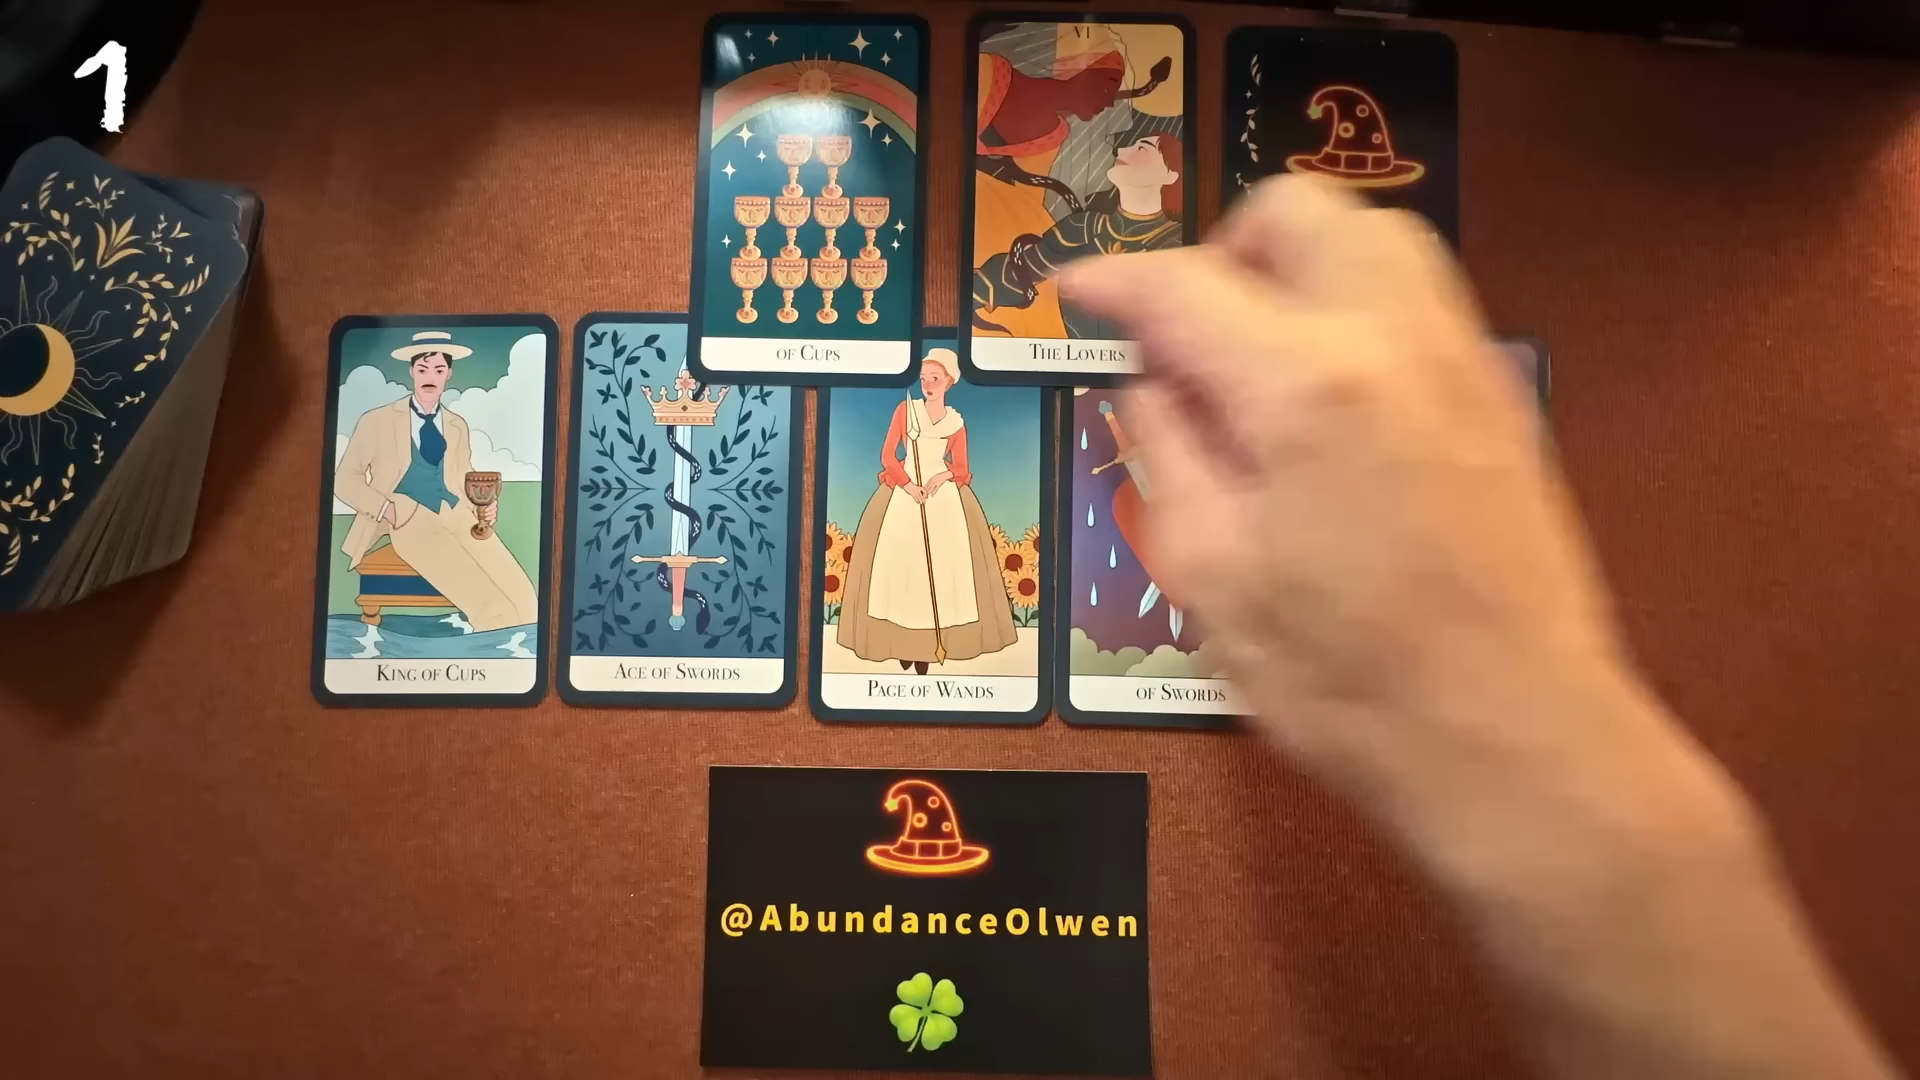 1
VI
OF CUPS
THE LOVERS
KING OF CUPS
ACE OF SWORDS
PAGE OF WANDS
OF SWORDS
@AbundanceOlwen